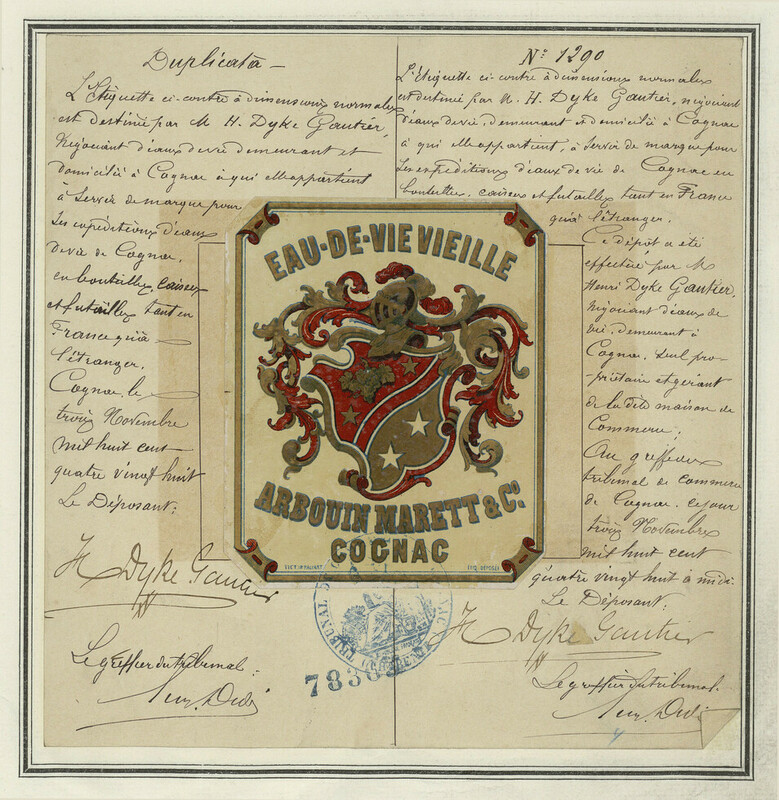 Duplicata —
L'Etiquette ci-contre à dimensions normales
est destinée par M H. Dyke Gautier,
Négociant d'eaux de vie demeurant et
domicilié à Cognac à qui elle appartient
à servir de marque pour
les expéditions d'eaux
de vie de Cognac,
en bouteilles, caisses
et futailles tant en
France qu'à
l'étranger.
Cognac, le
trois Novembre
mil huit cent
quatre vingt huit
Le Déposant:
H Dyke Gautier
Le greffier du tribunal.
N° 1290
L'Etiquette ci-contre à dimensions normales
est destinée par M. H. Dyke Gautier, négociant
d'eaux de vie, demeurant et domicilié à Cognac
à qui elle appartient, à servir de marque pour
les expéditions d'eaux de vie de Cognac en
bouteilles, caisses et futailles tant en France
qu'à l'étranger.
Ce dépôt a été
effectué par M
Henri Dyke Gautier,
négociant d'eaux de
vie, demeurant à
Cognac, seul pro-
priétaire et gérant
de la dite maison de
Commerce;
Au greffe du
tribunal de commerce
de Cognac, ce jour
trois Novembre
mil huit cent
quatre vingt huit à midi.
Le Déposant:
H Dyke Gautier
Le greffier du tribunal.
EAU-DE-VIE VIEILLE
ARBOUIN MARETT & Co.
COGNAC
TRIBUNAL